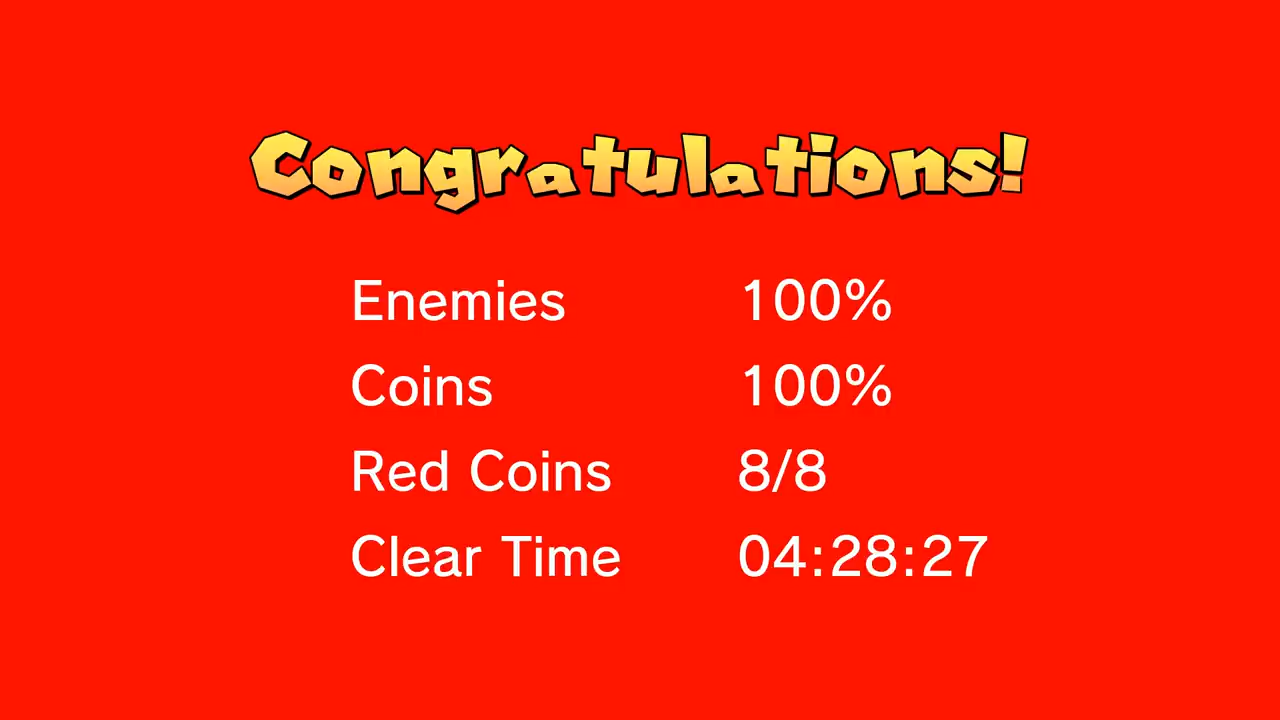 Congratulations!
Enemies 100%
Coins 100%
Red Coins 8/8
Clear Time 04:28:27